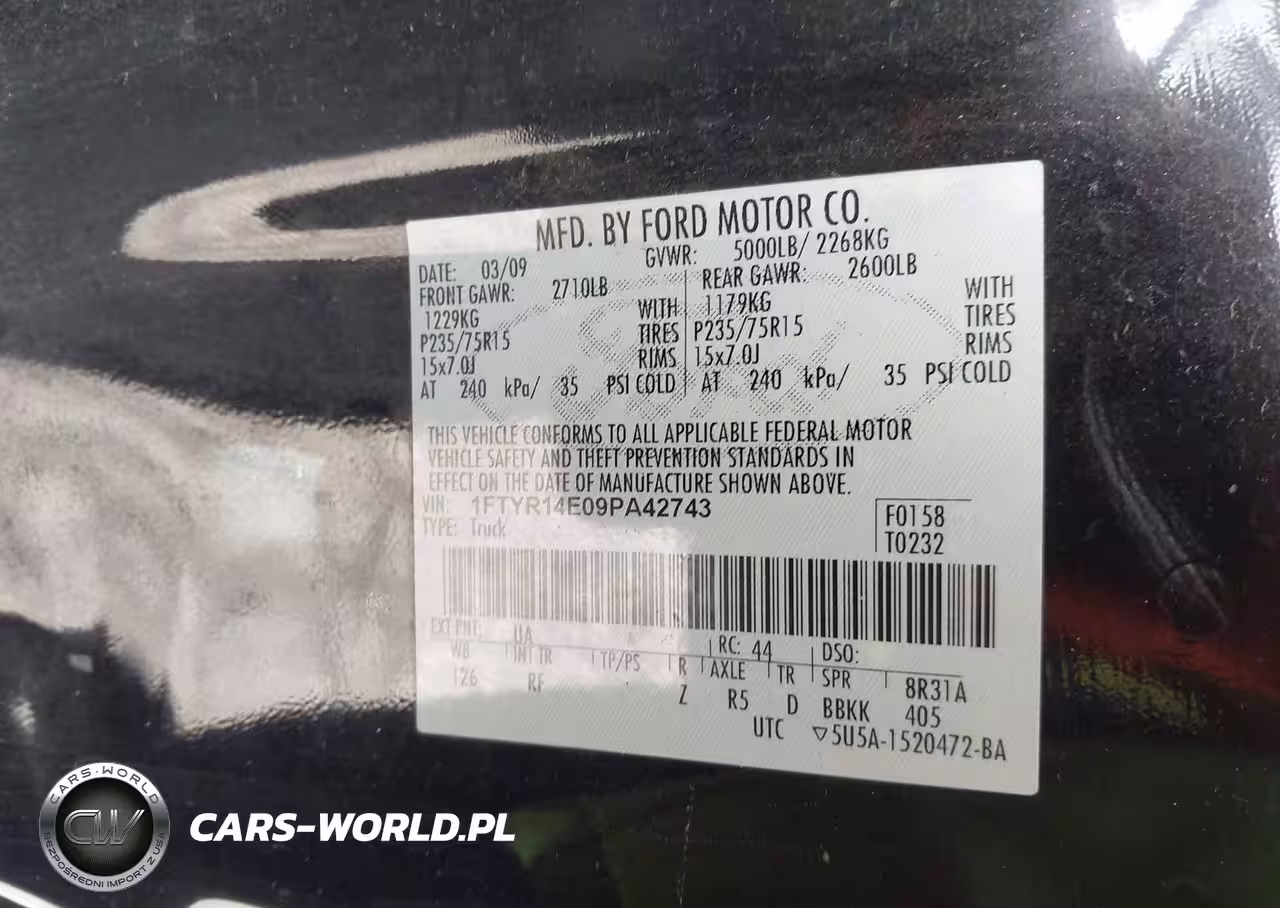 MFD. BY FORD MOTOR CO.
DATE: 03/09 GVWR: 5000LB/ 2268KG
FRONT GAWR: 2710LB REAR GAWR: 2600LB
1229KG WITH 1179KG WITH
P235/75R15 TIRES P235/75R15 TIRES
15x7.0J RIMS 15x7.0J RIMS
AT 240 kPa/ 35 PSI COLD AT 240 kPa/ 35 PSI COLD
THIS VEHICLE CONFORMS TO ALL APPLICABLE FEDERAL MOTOR
VEHICLE SAFETY AND THEFT PREVENTION STANDARDS IN
EFFECT ON THE DATE OF MANUFACTURE SHOWN ABOVE.
VIN: 1FTYR14E09PA42743 F0158
TYPE: Truck T0232
EXT PNT: UA RC: 44 DSO:
WB INT TR TP/PS R AXLE TR SPR 8R31A
126 RF Z R5 D BBKK 405
UTC ▽5U5A-1520472-BA
CARS-WORLD
CW
BEZPOŚREDNI IMPORT Z USA
CARS-WORLD.PL